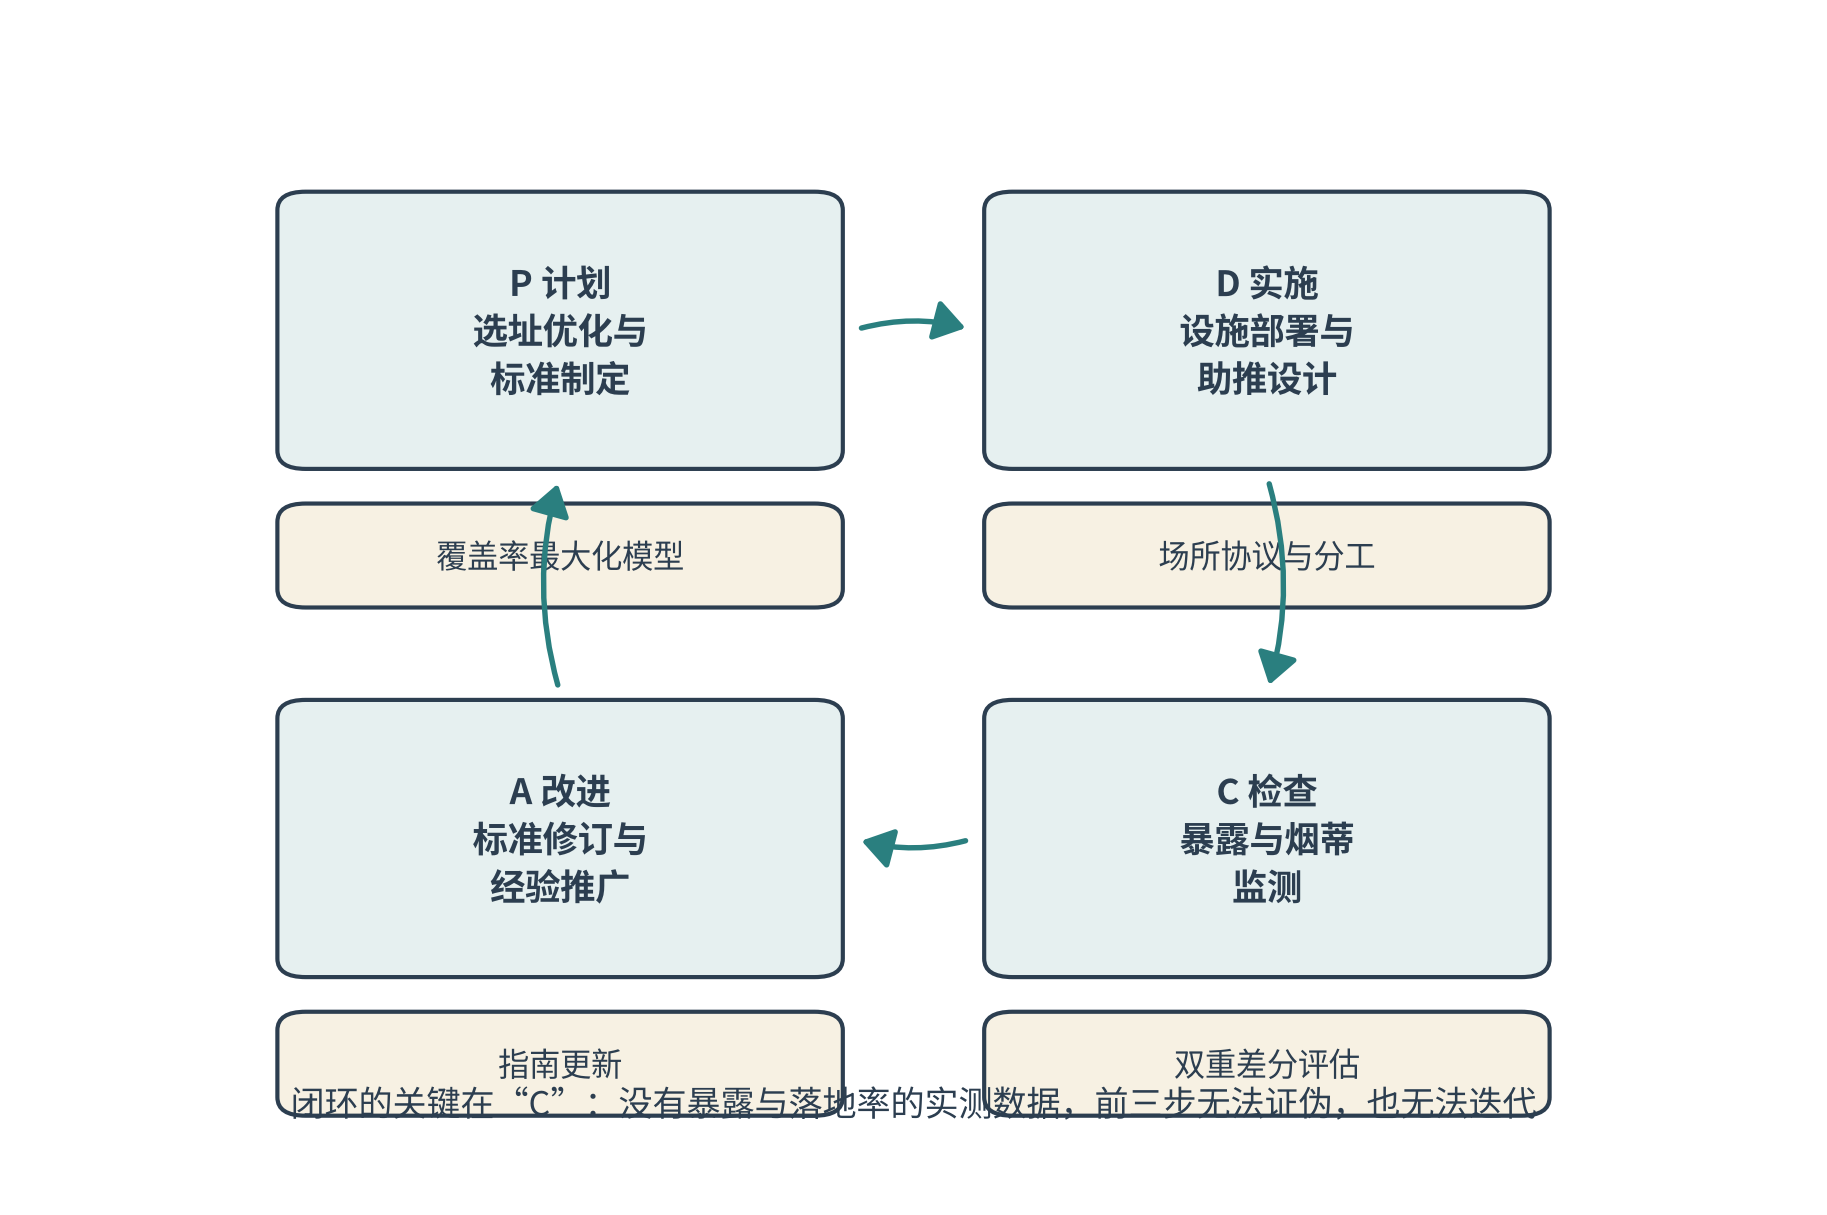 P 计划
选址优化与
标准制定
D 实施
设施部署与
助推设计
覆盖率最大化模型
场所协议与分工
A 改进
标准修订与
经验推广
C 检查
暴露与烟蒂
监测
指南更新
双重差分评估
闭环的关键在“C”：没有暴露与落地率的实测数据，前三步无法证伪，也无法迭代